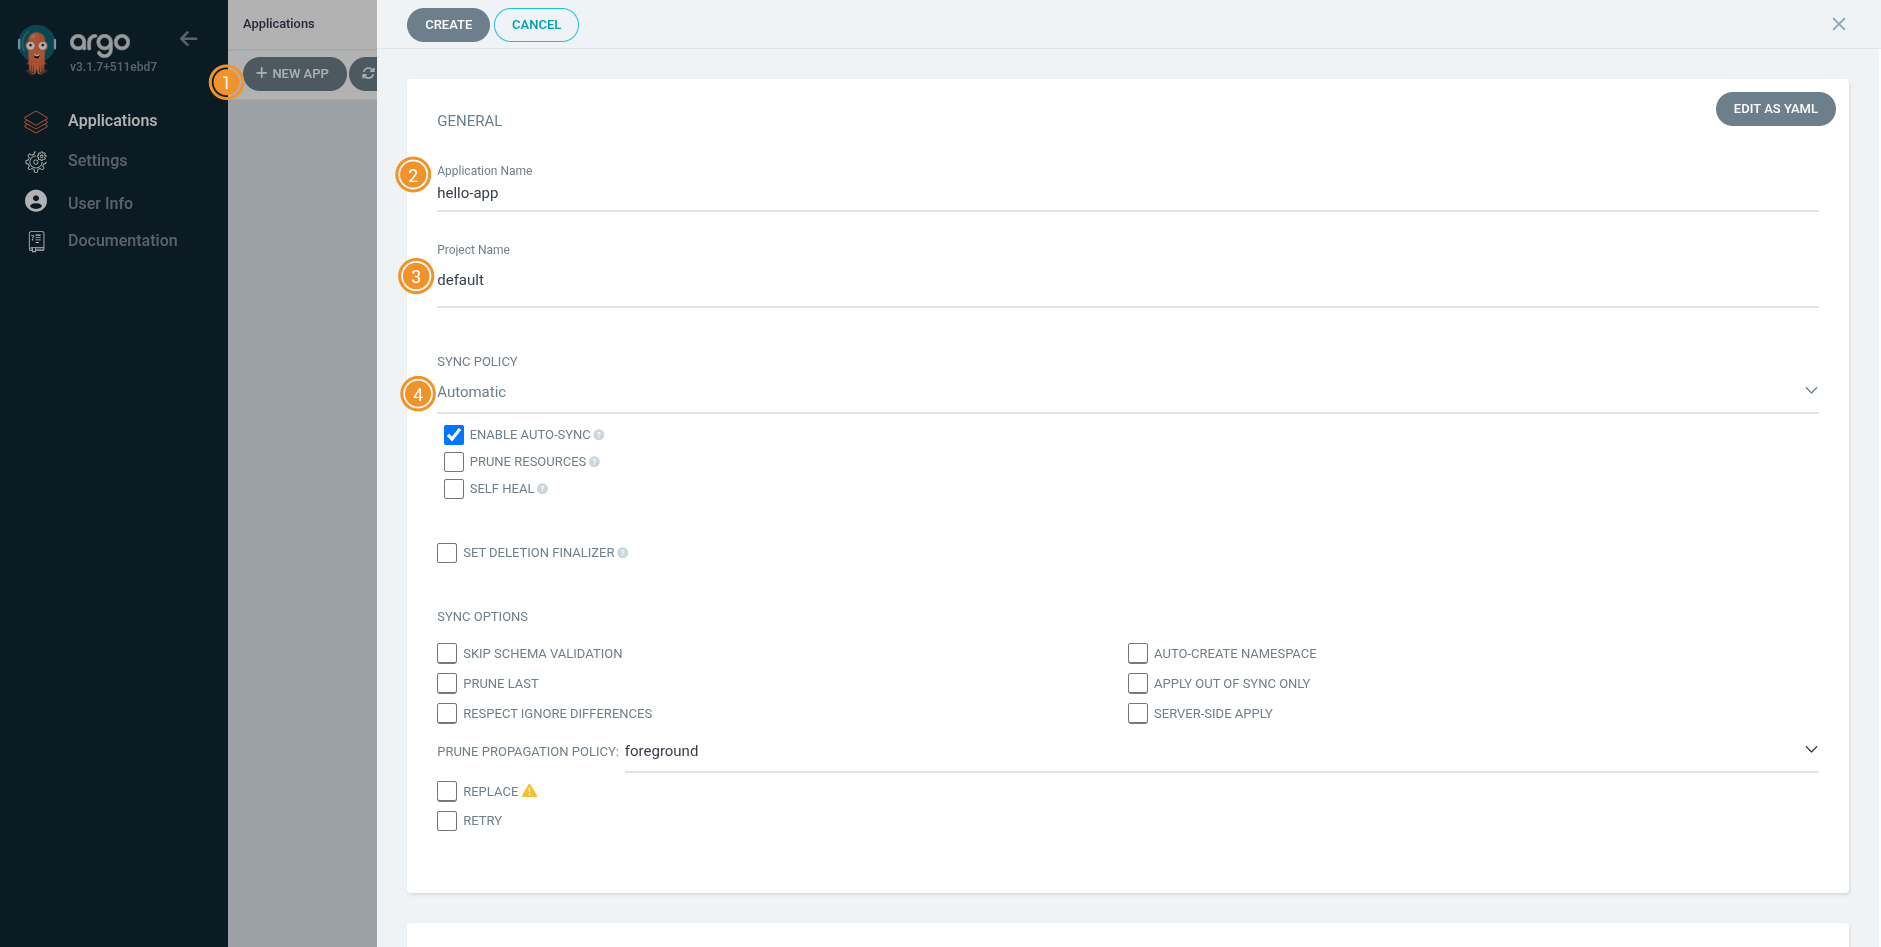 argo
v3.1.7+511ebd7
Applications
Settings
User Info
Documentation
Applications
1
NEW APP
CREATE
CANCEL
GENERAL
EDIT AS YAML
2
Application Name
hello-app
Project Name
3
default
SYNC POLICY
4
Automatic
ENABLE AUTO-SYNC ?
PRUNE RESOURCES ?
SELF HEAL ?
SET DELETION FINALIZER ?
SYNC OPTIONS
SKIP SCHEMA VALIDATION
AUTO-CREATE NAMESPACE
PRUNE LAST
APPLY OUT OF SYNC ONLY
RESPECT IGNORE DIFFERENCES
SERVER-SIDE APPLY
PRUNE PROPAGATION POLICY: foreground
REPLACE
RETRY